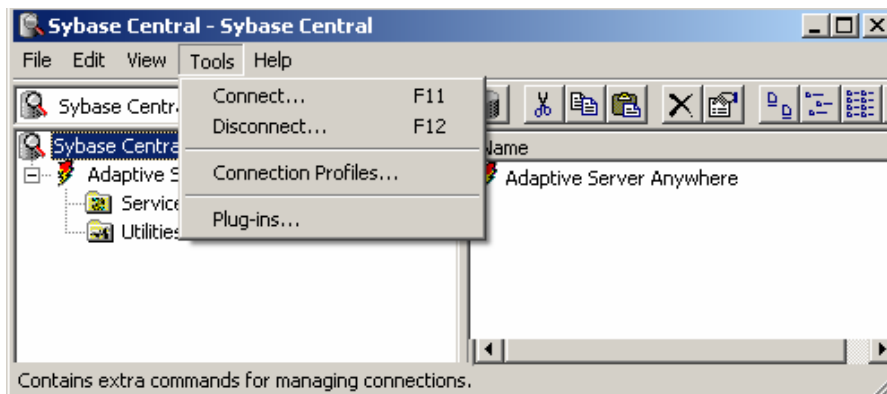 Sybase Central - Sybase Central
File Edit View Tools Help
Sybase Centr
Connect... F11
Disconnect... F12
Connection Profiles...
Plug-ins...
Sybase Centra
Adaptive S
Service
Utilities
Name
Adaptive Server Anywhere
Contains extra commands for managing connections.